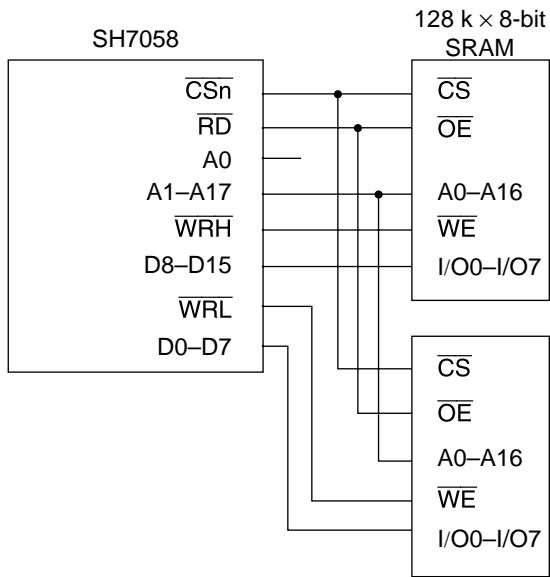 SH7058
128 k × 8-bit
SRAM
CSn
RD
A0
A1–A17
WRH
D8–D15
WRL
D0–D7
CS
OE
A0–A16
WE
I/O0–I/O7
CS
OE
A0–A16
WE
I/O0–I/O7